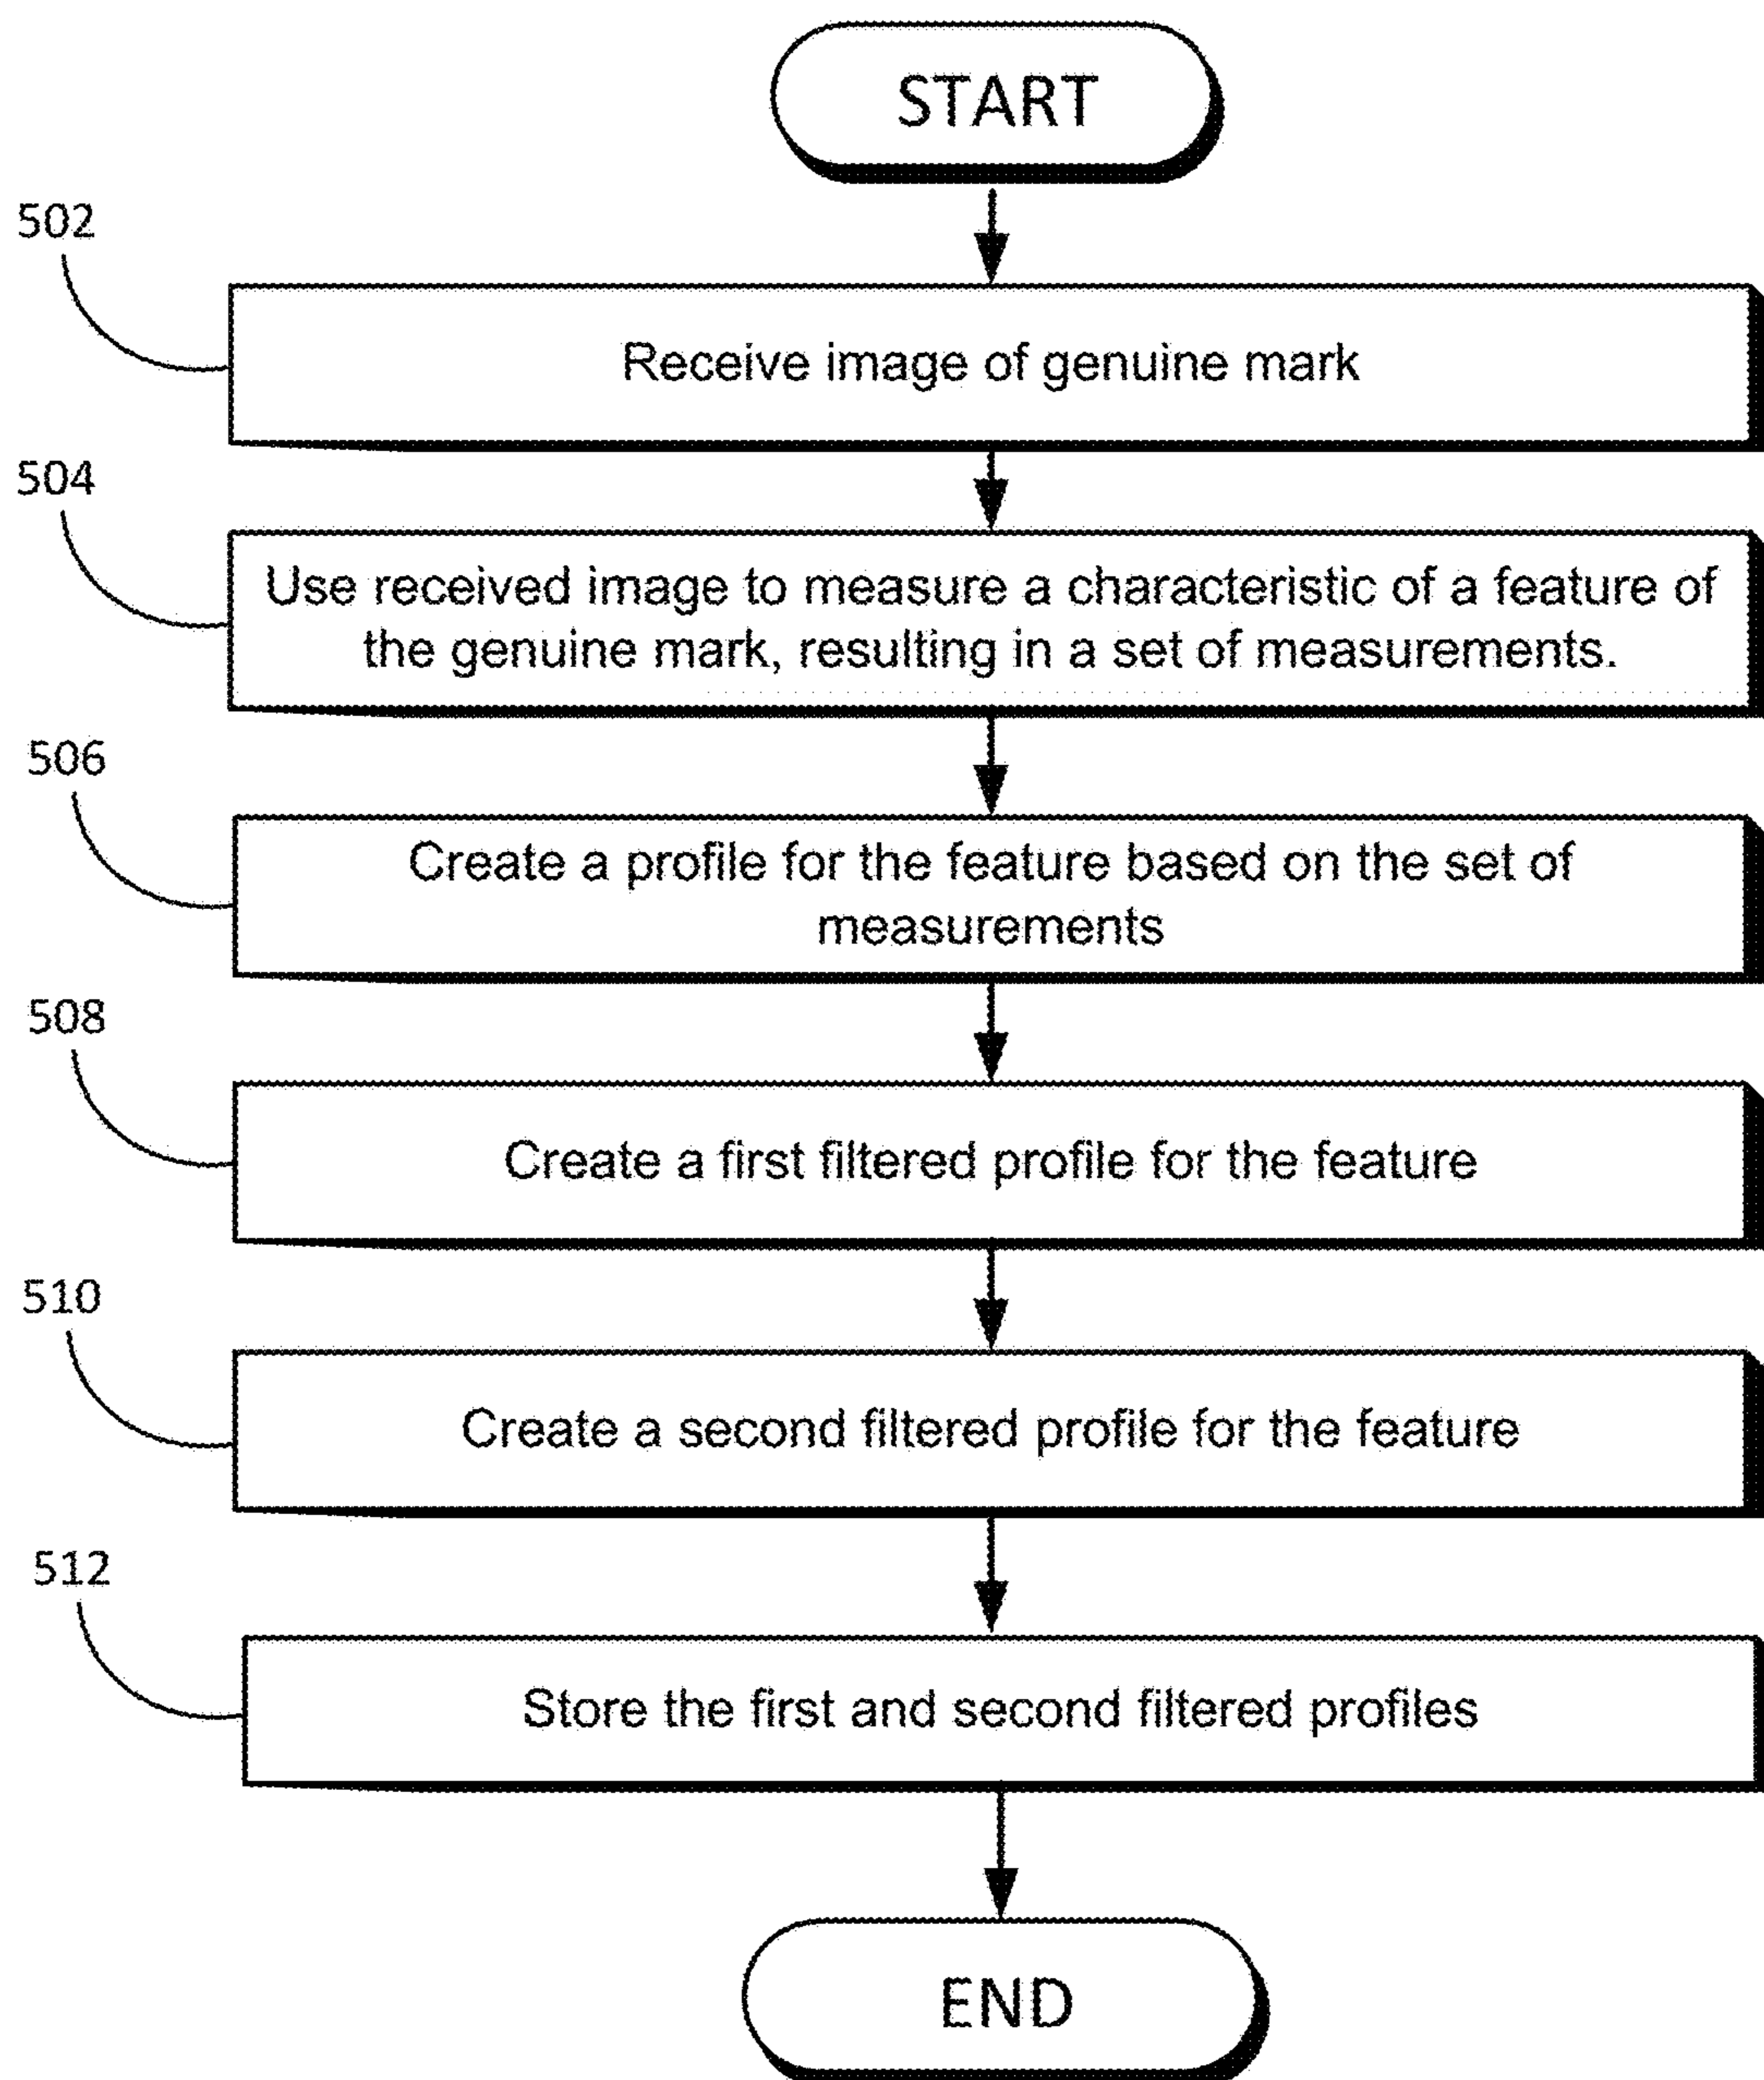 START
502
Receive image of genuine mark
504
Use received image to measure a characteristic of a feature of
the genuine mark, resulting in a set of measurements.
506
Create a profile for the feature based on the set of
measurements
508
Create a first filtered profile for the feature
510
Create a second filtered profile for the feature
512
Store the first and second filtered profiles
END